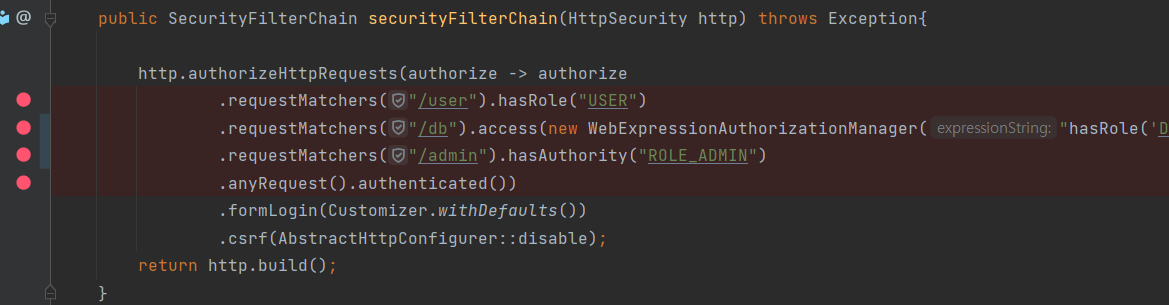 public SecurityFilterChain securityFilterChain(HttpSecurity http) throws Exception{
http.authorizeHttpRequests(authorize -> authorize
.requestMatchers("/user").hasRole("USER")
.requestMatchers("/db").access(new WebExpressionAuthorizationManager( expressionString: "hasRole('D
.requestMatchers("/admin").hasAuthority("ROLE_ADMIN")
.anyRequest().authenticated())
.formLogin(Customizer.withDefaults())
.csrf(AbstractHttpConfigurer::disable);
return http.build();
}